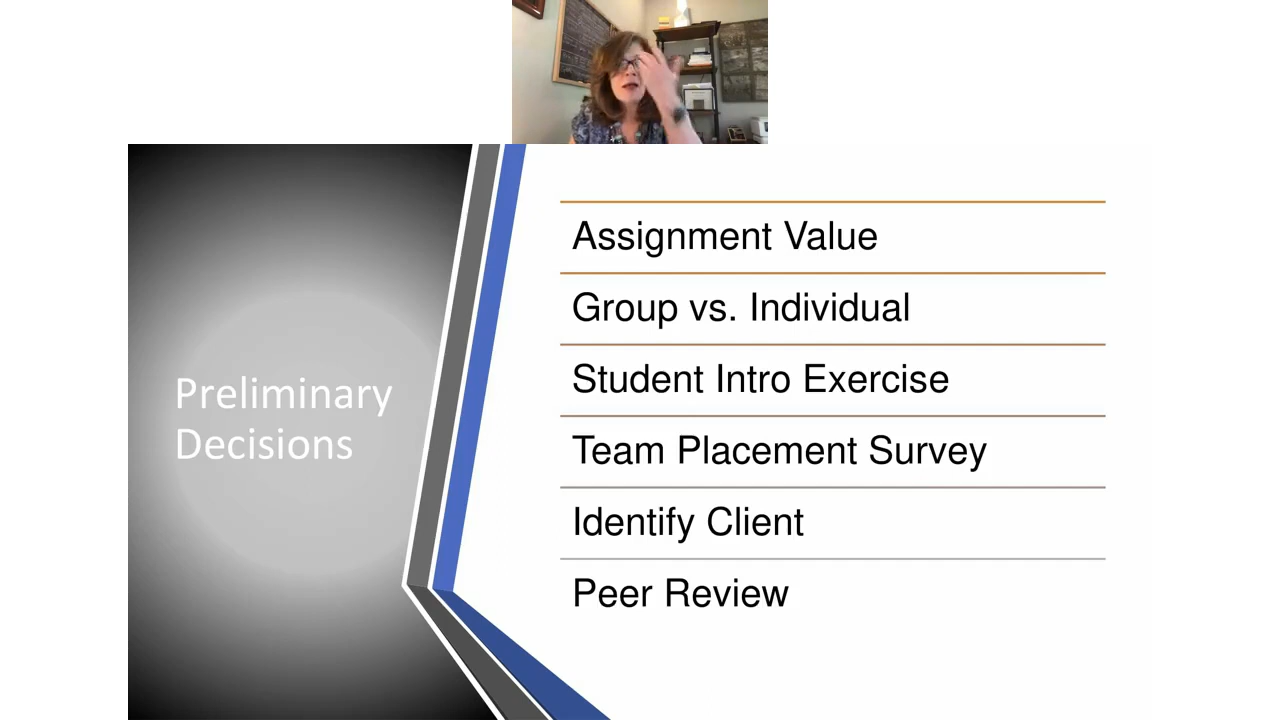 Preliminary
Decisions
Assignment Value
Group vs. Individual
Student Intro Exercise
Team Placement Survey
Identify Client
Peer Review